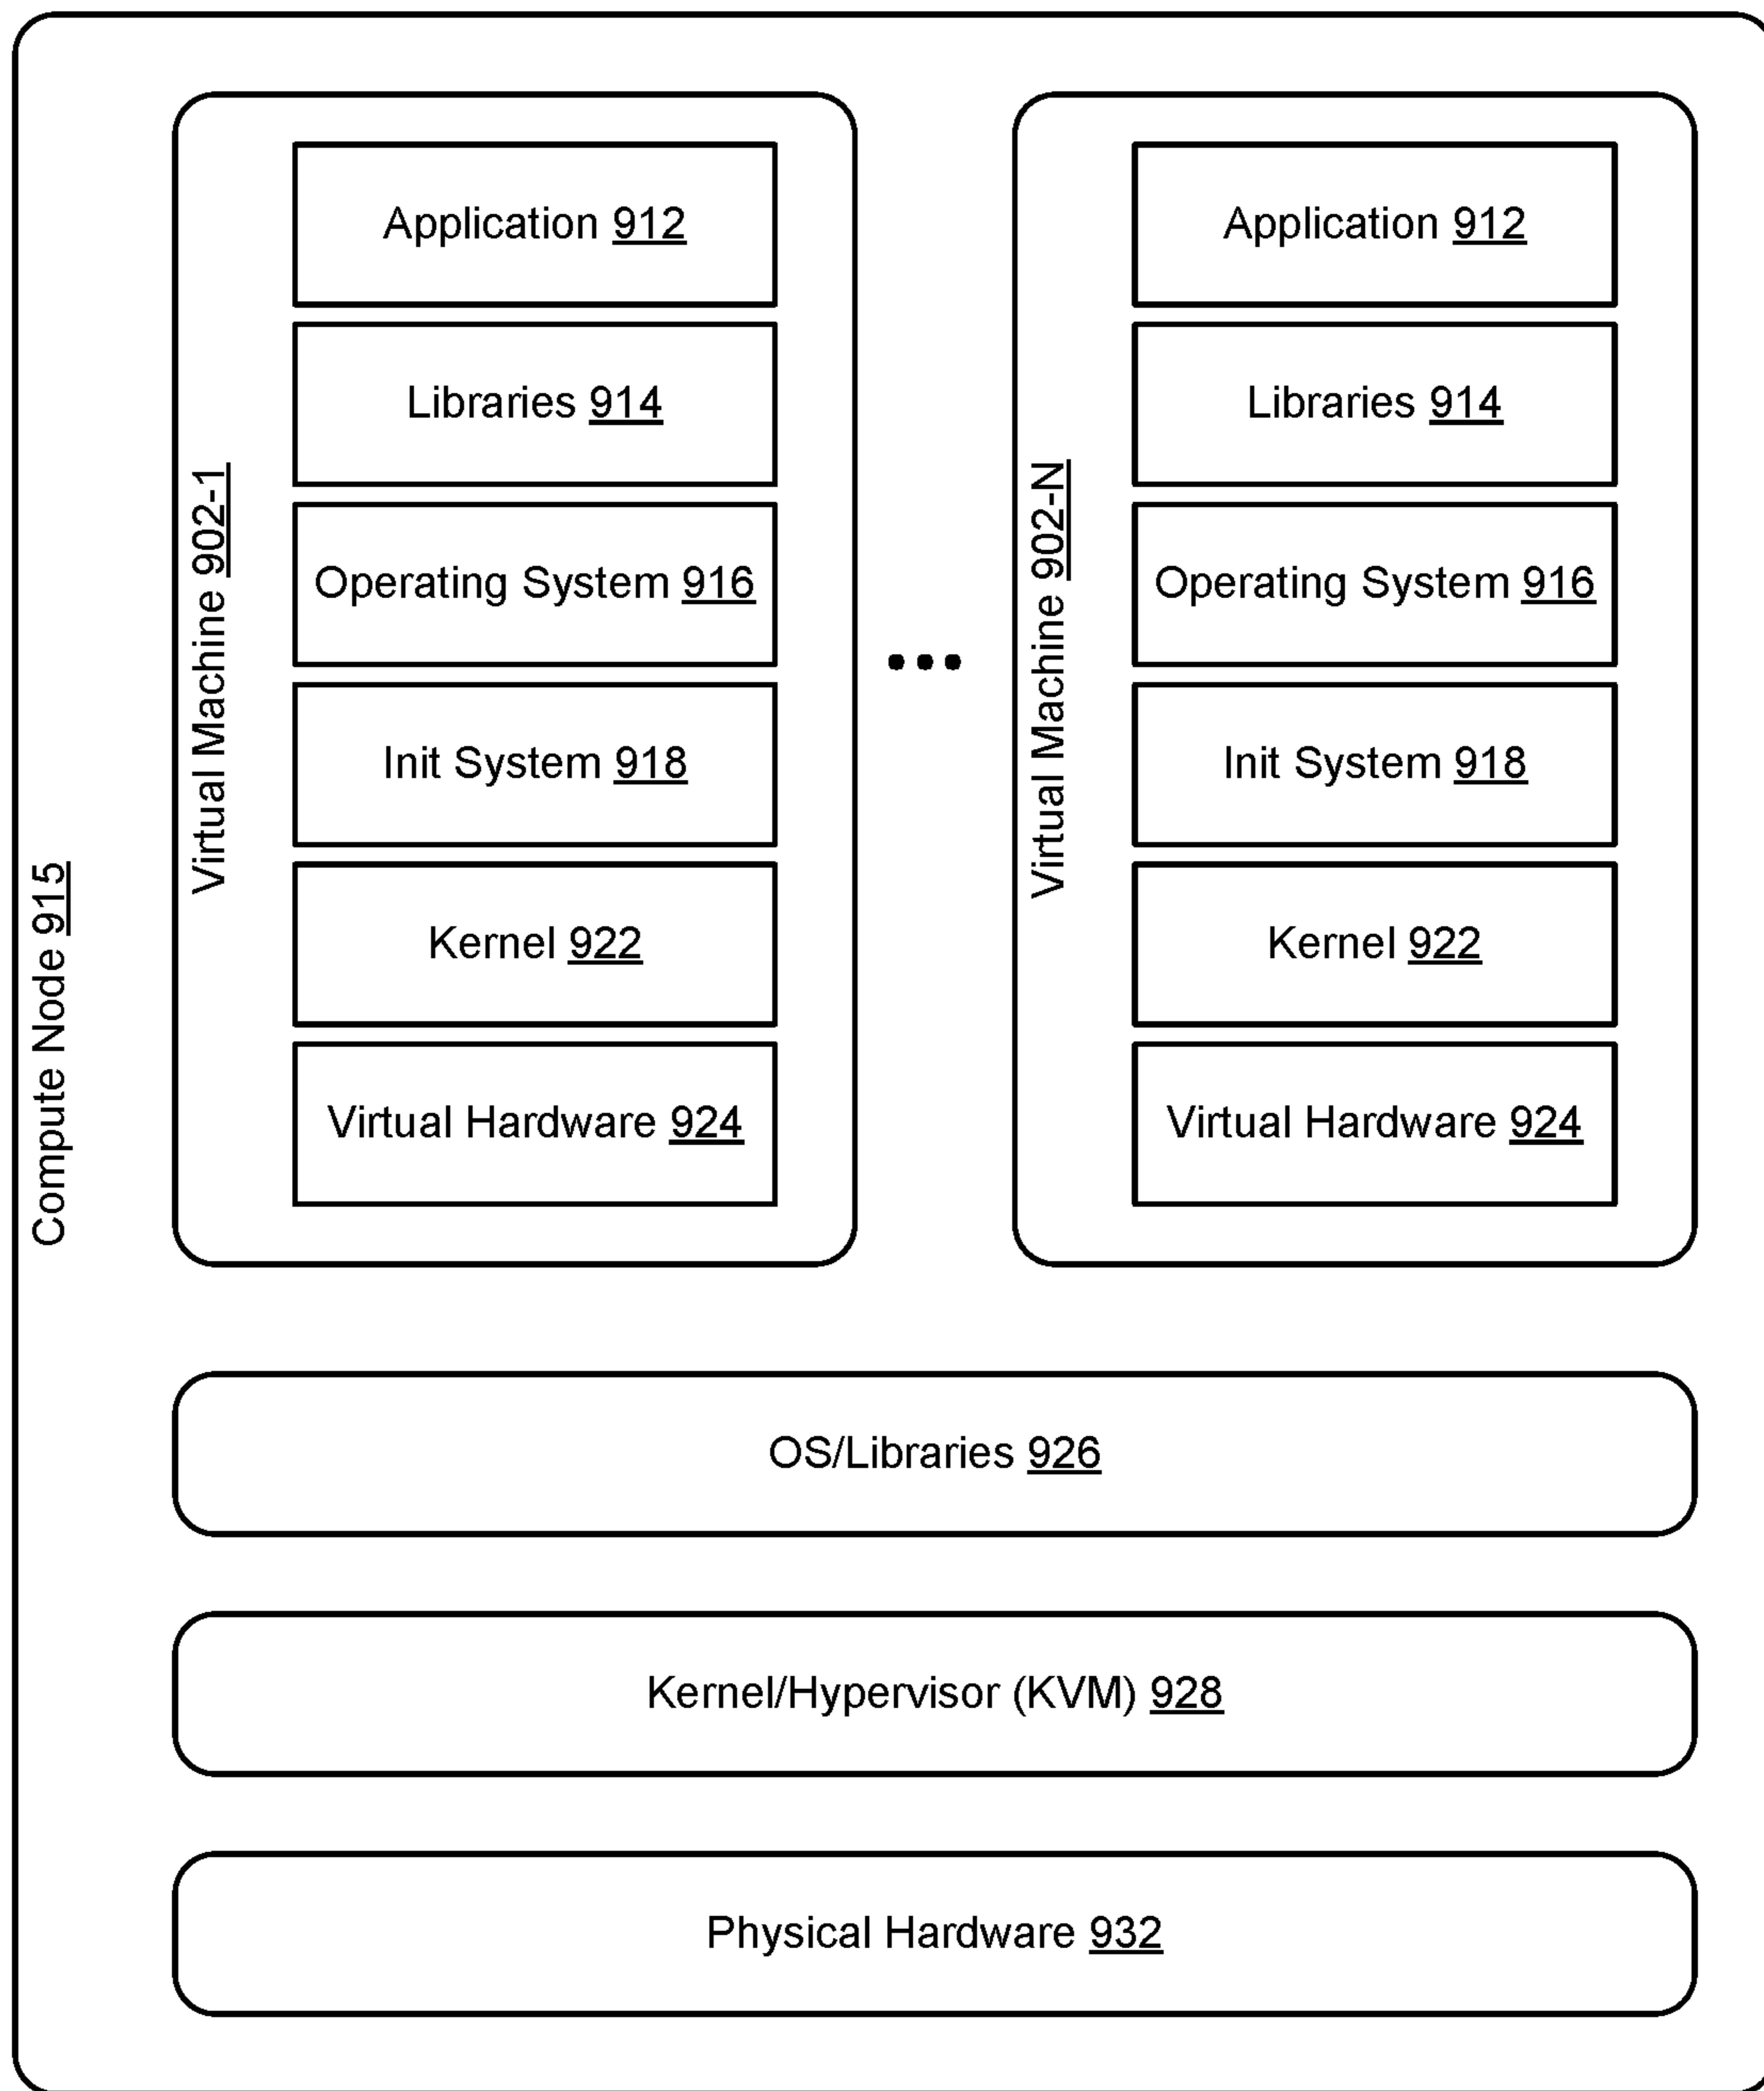 Compute Node 915
Virtual Machine 902-1
Application 912
Libraries 914
Operating System 916
Init System 918
Kernel 922
Virtual Hardware 924
...
Virtual Machine 902-N
Application 912
Libraries 914
Operating System 916
Init System 918
Kernel 922
Virtual Hardware 924
OS/Libraries 926
Kernel/Hypervisor (KVM) 928
Physical Hardware 932